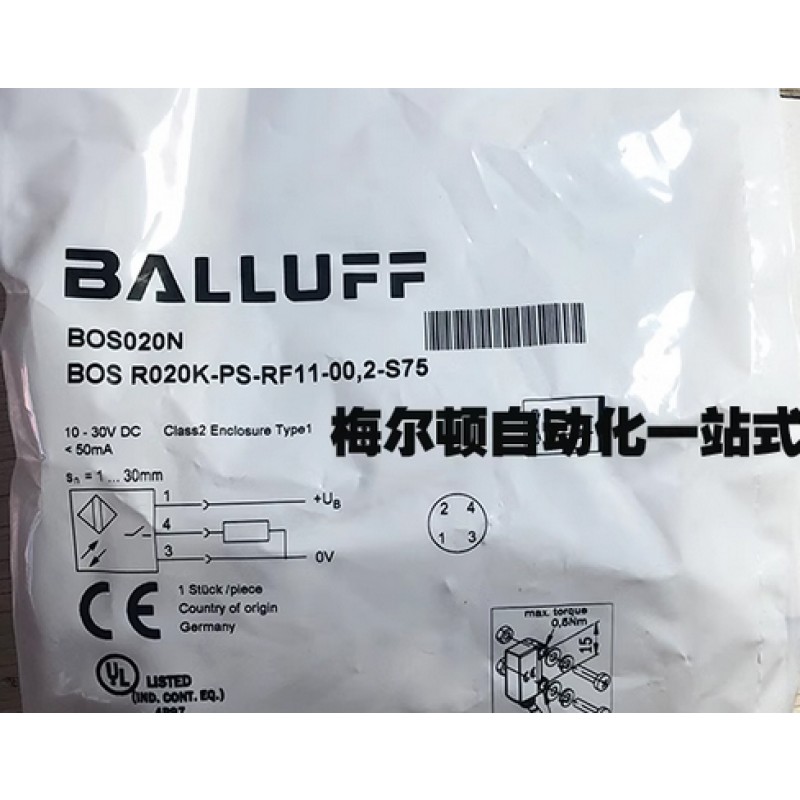 BALLUFF
BOS020N
BOS R020K-PS-RF11-00,2-S75
10 - 30V DC Class2 Enclosure Type1
< 50mA
梅尔顿自动化一站式
sn = 1 ... 30mm
1 +UB
4
3 0V
2 4
1 3
CE
1 Stück /piece
Country of origin
Germany
max. torque
0,5Nm
15
UL LISTED
(IND. CONT. EQ.)